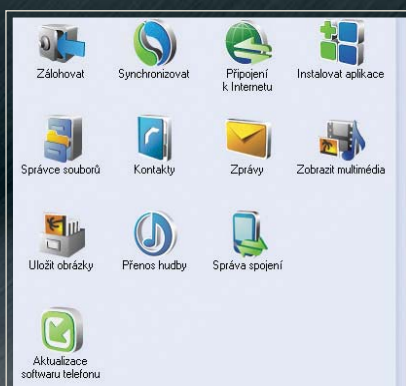 Zálohovat
Synchronizovat
Připojení
k Internetu
Instalovat aplikace
Správce souborů
Kontakty
Zprávy
Zobrazit multimédia
Uložit obrázky
Přenos hudby
Správa spojení
Aktualizace
softwaru telefonu